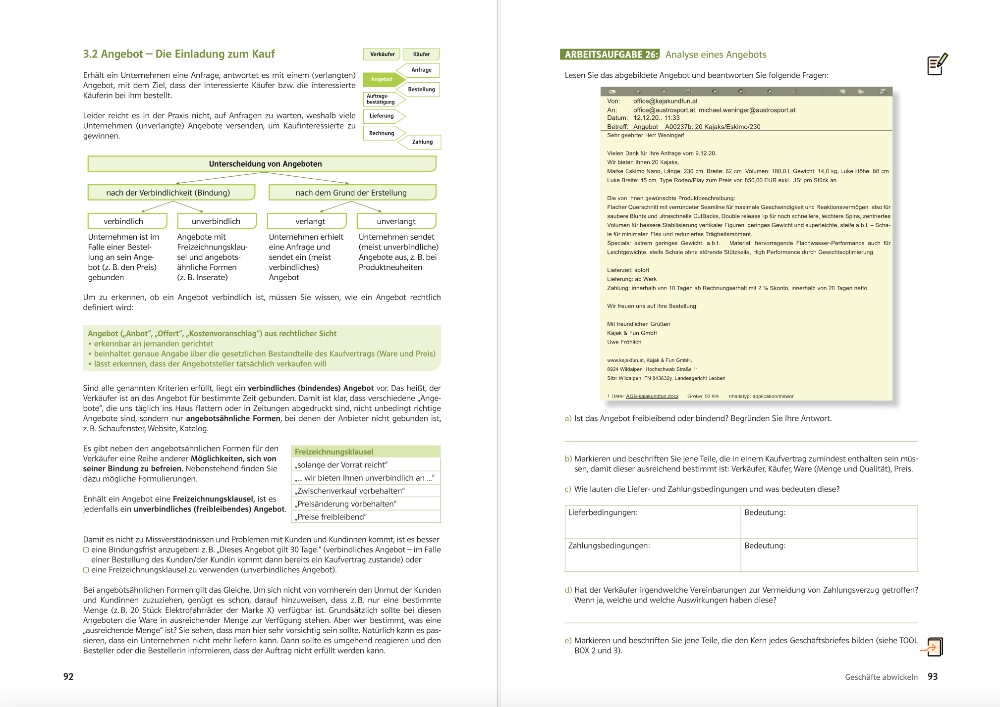 3.2 Angebot – Die Einladung zum Kauf
Erhält ein Unternehmen eine Anfrage, antwortet es mit einem (verlangten)
Angebot, mit dem Ziel, dass der interessierte Käufer bzw. die interessierte
Käuferin bei ihm bestellt.
Leider reicht es in der Praxis nicht, auf Anfragen zu warten, weshalb viele
Unternehmen (unverlangte) Angebote versenden, um Kaufinteressierte zu
gewinnen.
Verkäufer
Käufer
Anfrage
Angebot
Bestellung
Auftrags-
bestätigung
Lieferung
Rechnung
Zahlung
Unterscheidung von Angeboten
nach der Verbindlichkeit (Bindung)
nach dem Grund der Erstellung
verbindlich
unverbindlich
verlangt
unverlangt
Unternehmen ist im
Falle einer Bestel-
lung an sein Ange-
bot (z. B. den Preis)
gebunden
Angebote mit
Freizeichnungsklau-
sel und angebots-
ähnliche Formen
(z. B. Inserate)
Unternehmen erhielt
eine Anfrage und
sendet ein (meist
verbindliches)
Angebot
Unternehmen sendet
(meist unverbindliche)
Angebote aus, z. B. bei
Produktneuheiten
Um zu erkennen, ob ein Angebot verbindlich ist, müssen Sie wissen, wie ein Angebot rechtlich
definiert wird:
Angebot („Anbot“, „Offert“, „Kostenvoranschlag“) aus rechtlicher Sicht
• erkennbar an jemanden gerichtet
• beinhaltet genaue Angabe über die gesetzlichen Bestandteile des Kaufvertrags (Ware und Preis)
• lässt erkennen, dass der Angebotsteller tatsächlich verkaufen will
Sind alle genannten Kriterien erfüllt, liegt ein verbindliches (bindendes) Angebot vor. Das heißt, der
Verkäufer ist an das Angebot für bestimmte Zeit gebunden. Damit ist klar, dass verschiedene „Ange-
bote“, die uns täglich ins Haus flattern oder in Zeitungen abgedruckt sind, nicht unbedingt richtige
Angebote sind, sondern nur angebotsähnliche Formen, bei denen der Anbieter nicht gebunden ist,
z. B. Schaufenster, Website, Katalog.
Es gibt neben den angebotsähnlichen Formen für den
Verkäufer eine Reihe anderer Möglichkeiten, sich von
seiner Bindung zu befreien. Nebenstehend finden Sie
dazu mögliche Formulierungen.
Enhält ein Angebot eine Freizeichnungsklausel, ist es
jedenfalls ein unverbindliches (freibleibendes) Angebot.
Freizeichnungsklausel
„solange der Vorrat reicht“
„... wir bieten Ihnen unverbindlich an ...“
„Zwischenverkauf vorbehalten“
„Preisänderung vorbehalten“
„Preise freibleibend“
Damit es nicht zu Missverständnissen und Problemen mit Kunden und Kundinnen kommt, ist es besser
eine Bindungsfrist anzugeben: z. B. „Dieses Angebot gilt 30 Tage.“ (verbindliches Angebot – im Falle
einer Bestellung des Kunden/der Kundin kommt dann bereits ein Kaufvertrag zustande) oder
eine Freizeichnungsklausel zu verwenden (unverbindliches Angebot).
Bei angebotsähnlichen Formen gilt das Gleiche. Um sich nicht von vornherein den Unmut der Kunden
und Kundinnen zuzuziehen, genügt es schon, darauf hinzuweisen, dass z. B. nur eine bestimmte
Menge (z. B. 20 Stück Elektrofahrräder der Marke X) verfügbar ist. Grundsätzlich sollte bei diesen
Angeboten die Ware in ausreichender Menge zur Verfügung stehen. Aber wer bestimmt, was eine
„ausreichende Menge“ ist? Sie sehen, dass man hier sehr vorsichtig sein sollte. Natürlich kann es pas-
sieren, dass ein Unternehmen nicht mehr liefern kann. Dann sollte es umgehend reagieren und den
Besteller oder die Bestellerin informieren, dass der Auftrag nicht erfüllt werden kann.
92
ARBEITSAUFGABE 26: Analyse eines Angebots
Lesen Sie das abgebildete Angebot und beantworten Sie folgende Fragen:
Von: office@kajakundfun.at
An: office@austrosport.at; michael.weninger@austrosport.at;
Datum: 12.12.20.. 11:33
Betreff: Angebot – A00237b: 20 Kajaks/Eskimo/230
Sehr geehrter Herr Weninger!
Vielen Dank für Ihre Anfrage vom 9.12.20..
Wir bieten Ihnen 20 Kajaks,
Marke Eskimo Nano, Länge: 230 cm, Breite: 62 cm Volumen: 180,0 l, Gewicht: 14,0 kg, Luke Höhe: 88 cm
Luke Breite: 45 cm, Type Rodeo/Play zum Preis von 850,00 EUR exkl. USt pro Stück an.
Die von Ihnen gewünschte Produktbeschreibung:
Flacher Querschnitt mit verrundeter Seamline für maximale Geschwindigkeit und Reaktionsvermögen, also für
saubere Blunts und ultraschnelle CutBacks, Double release lip für noch schnellere, leichtere Spins, zentriertes
Volumen für bessere Stabilisierung vertikaler Figuren, geringes Gewicht und superleichte, steife a.b.t. – Scha-
le für minimalen Flex und reduziertes Trägheitsmoment.
Specials: extrem geringes Gewicht a.b.t. Material, hervorragende Flachwasser-Performance auch für
Leichtgewichte, steife Schale ohne störende Stützkeile, High Performance durch Gewichtsoptimierung.
Lieferzeit: sofort
Lieferung: ab Werk
Zahlung: innerhalb von 10 Tagen ab Rechnungserhalt mit 2 % Skonto, innerhalb von 20 Tagen netto
Wir freuen uns auf Ihre Bestellung!
Mit freundlichen Grüßen
Kajak & Fun GmbH
Uwe Fröhlich
www.kajakfun.at, Kajak & Fun GmbH,
8924 Wildalpen Hochschwab Straße 11
Sitz: Wildalpen, FN 843632y, Landesgericht Leoben
1 Datei: AGB-kajakundfun.docx Größe: 52 KB nhaltstyp: application/mswor
a) Ist das Angebot freibleibend oder bindend? Begründen Sie Ihre Antwort.
b) Markieren und beschriften Sie jene Teile, die in einem Kaufvertrag zumindest enthalten sein müs-
sen, damit dieser ausreichend bestimmt ist: Verkäufer, Käufer, Ware (Menge und Qualität), Preis.
c) Wie lauten die Liefer- und Zahlungsbedingungen und was bedeuten diese?
Lieferbedingungen:
Bedeutung:
Zahlungsbedingungen:
Bedeutung:
d) Hat der Verkäufer irgendwelche Vereinbarungen zur Vermeidung von Zahlungsverzug getroffen?
Wenn ja, welche und welche Auswirkungen haben diese?
e) Markieren und beschriften Sie jene Teile, die den Kern jedes Geschäftsbriefes bilden (siehe TOOL
BOX 2 und 3).
Geschäfte abwickeln 93